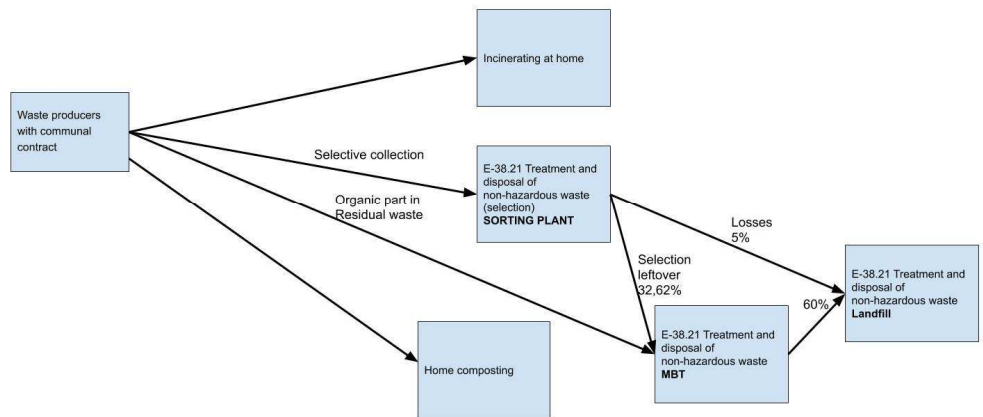 Incinerating at home
Waste producers
with communal
contract
Selective collection
E-38.21 Treatment and
disposal of
non-hazardous waste
(selection)
SORTING PLANT
Organic part in
Residual waste
Losses
5%
Selection
leftover
32,62%
E-38.21 Treatment and
disposal of
non-hazardous waste
Landfill
60%
E-38.21 Treatment and
disposal of
non-hazardous waste
MBT
Home composting